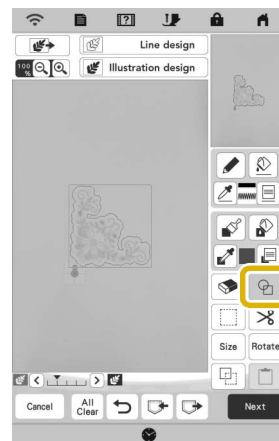 Line design
100 %
Illustration design
Size
Rotate
Cancel
All Clear
Next